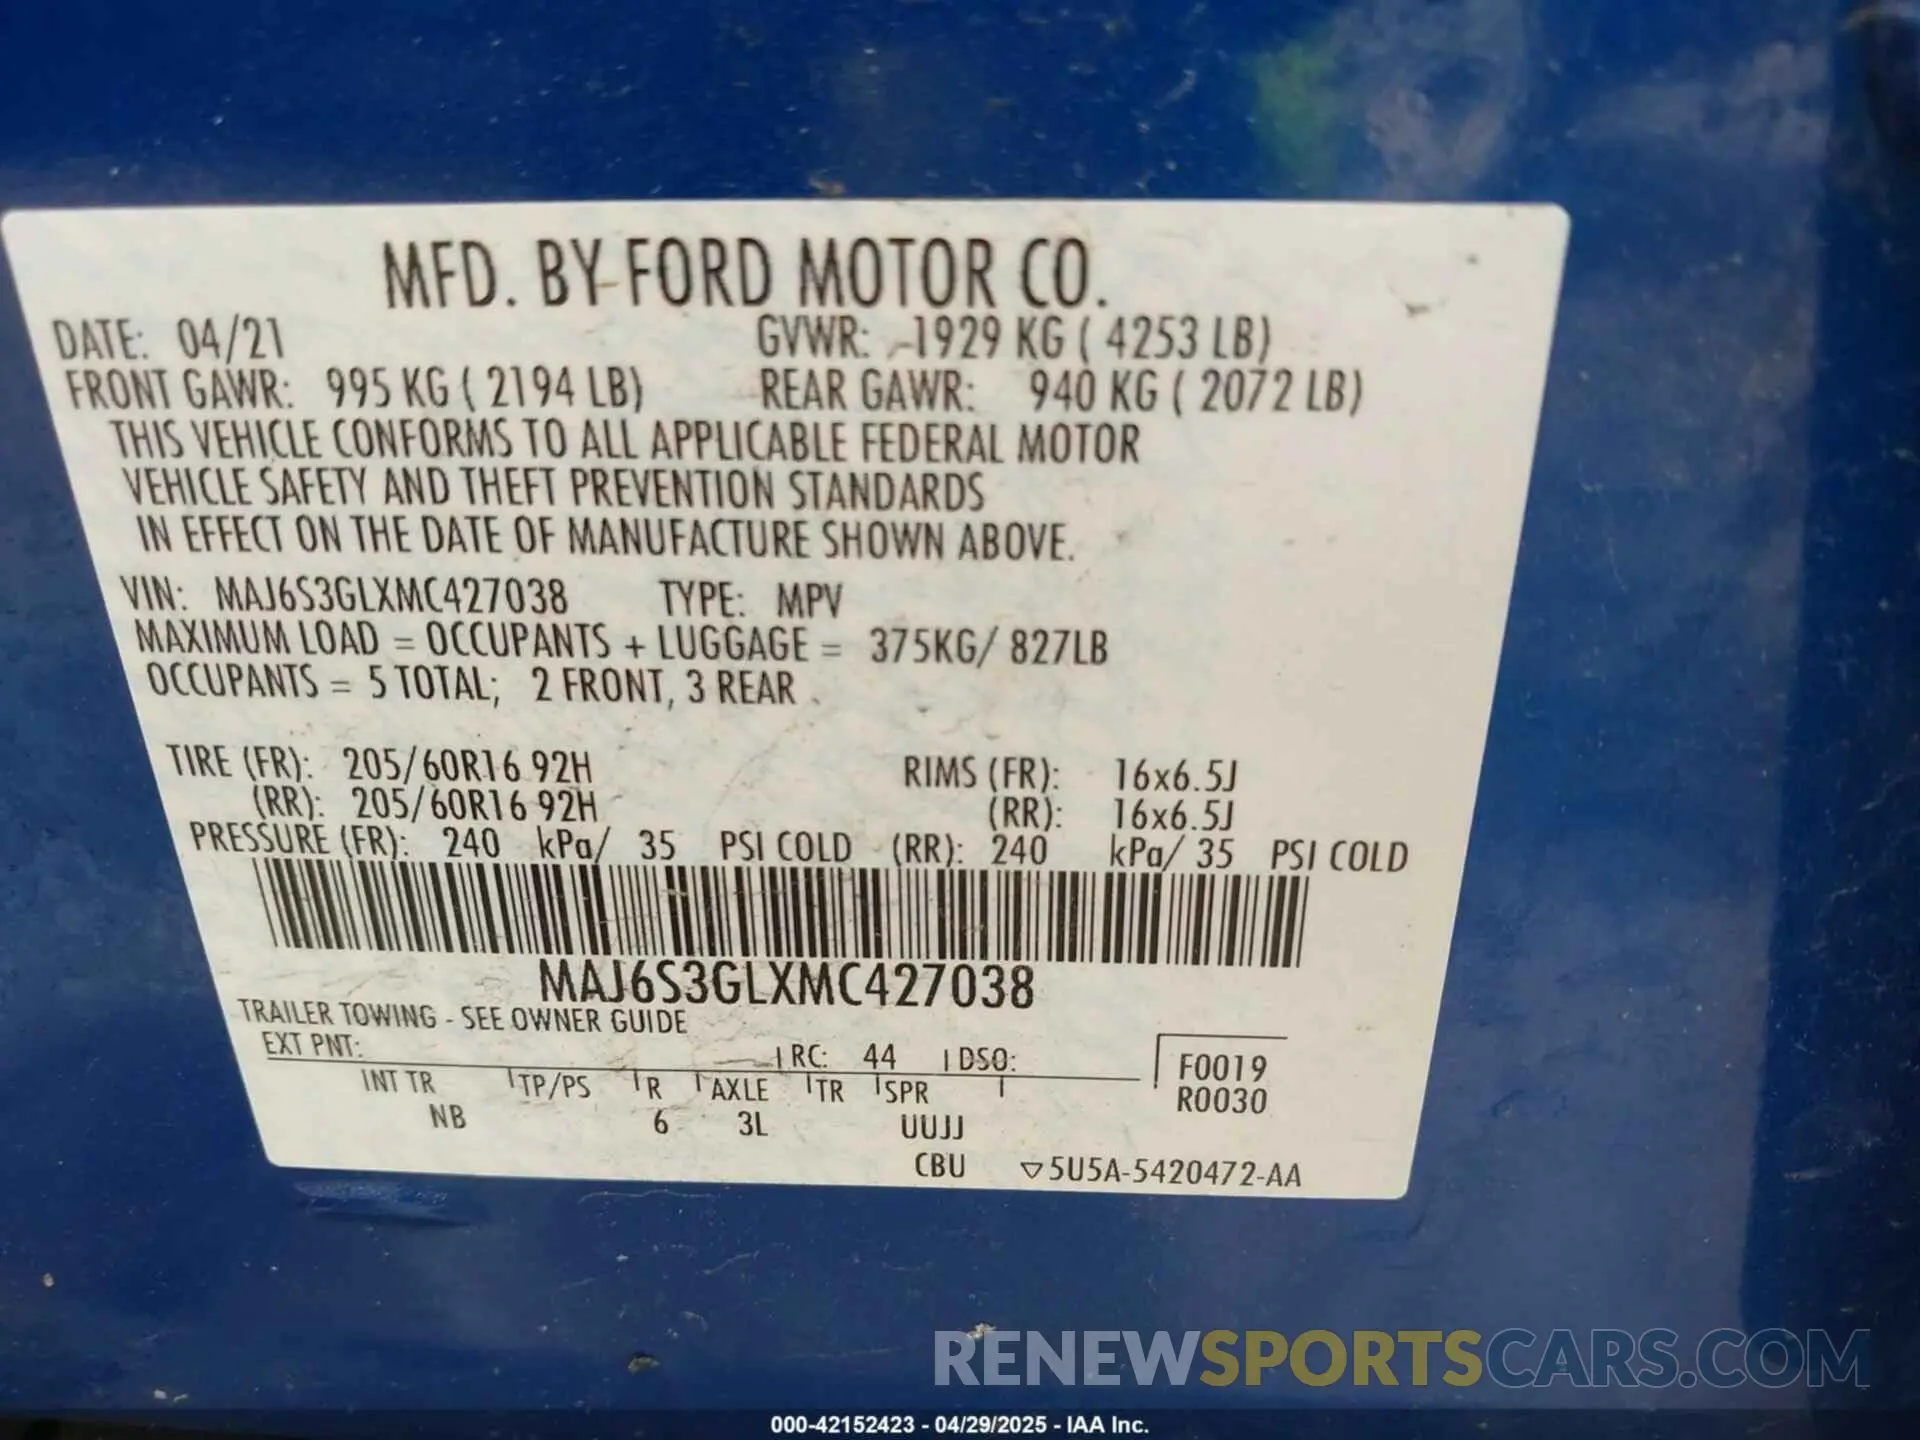 MFD. BY FORD MOTOR CO.
DATE: 04/21 GVWR: 1929 KG ( 4253 LB)
FRONT GAWR: 995 KG ( 2194 LB) REAR GAWR: 940 KG ( 2072 LB)
THIS VEHICLE CONFORMS TO ALL APPLICABLE FEDERAL MOTOR
VEHICLE SAFETY AND THEFT PREVENTION STANDARDS
IN EFFECT ON THE DATE OF MANUFACTURE SHOWN ABOVE.
VIN: MAJ6S3GLXMC427038 TYPE: MPV
MAXIMUM LOAD = OCCUPANTS + LUGGAGE = 375KG/ 827LB
OCCUPANTS = 5 TOTAL; 2 FRONT, 3 REAR
TIRE (FR): 205/60R16 92H RIMS (FR): 16x6.5J
(RR): 205/60R16 92H (RR): 16x6.5J
PRESSURE (FR): 240 kPa/ 35 PSI COLD (RR): 240 kPa/ 35 PSI COLD
MAJ6S3GLXMC427038
TRAILER TOWING - SEE OWNER GUIDE
EXT PNT: RC: 44 DSO: F0019
INT TR TP/PS R AXLE TR SPR R0030
NB 6 3L UUJJ
CBU ▽5U5A-5420472-AA
RENEWSPORTSCARS.COM
000-42152423 - 04/29/2025 - IAA Inc.